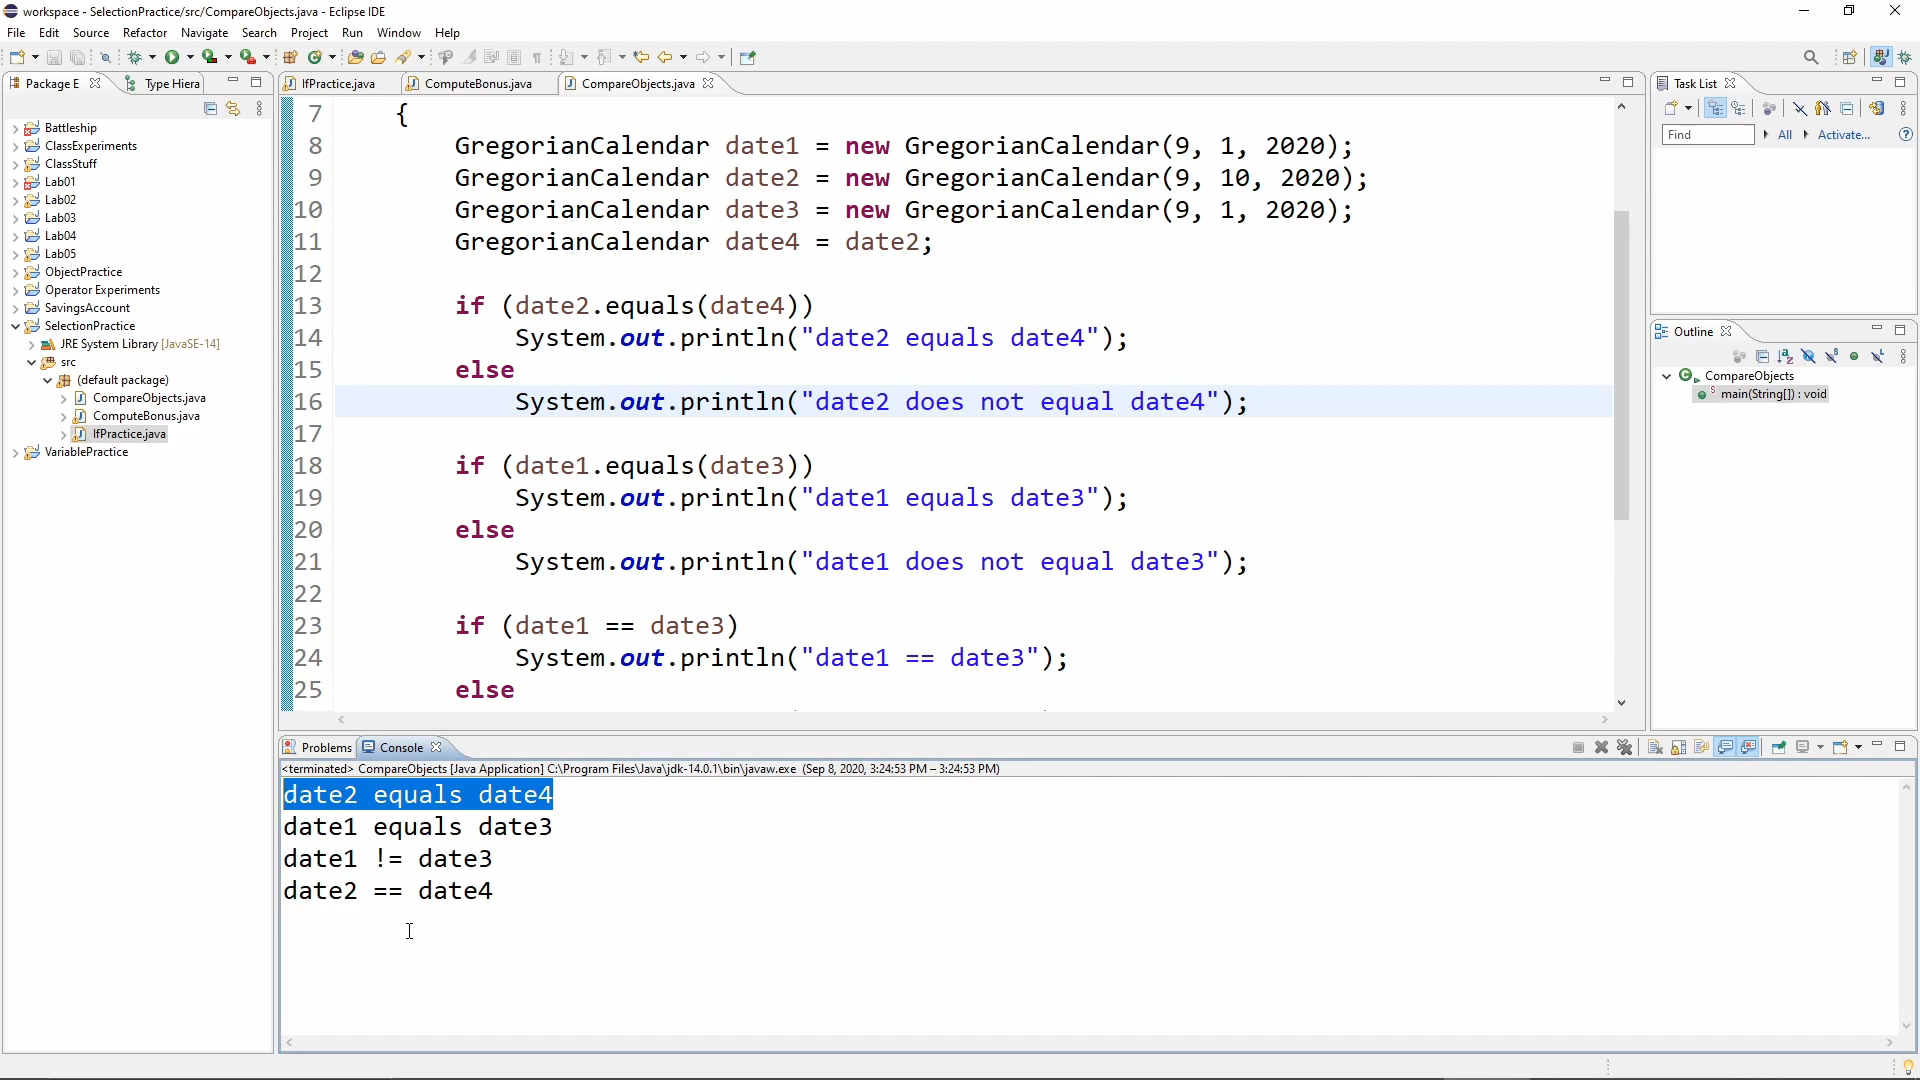 workspace - SelectionPractice/src/CompareObjects.java - Eclipse IDE
File Edit Source Refactor Navigate Search Project Run Window Help
Package E Type Hiera
IfPractice.java ComputeBonus.java CompareObjects.java
Task List
Find All Activate...
Battleship
ClassExperiments
ClassStuff
Lab01
Lab02
Lab03
Lab04
Lab05
ObjectPractice
Operator Experiments
SavingsAccount
SelectionPractice
JRE System Library [JavaSE-14]
src
(default package)
CompareObjects.java
ComputeBonus.java
IfPractice.java
VariablePractice
7 {
8 GregorianCalendar date1 = new GregorianCalendar(9, 1, 2020);
9 GregorianCalendar date2 = new GregorianCalendar(9, 10, 2020);
10 GregorianCalendar date3 = new GregorianCalendar(9, 1, 2020);
11 GregorianCalendar date4 = date2;
12
13 if (date2.equals(date4))
14 System.out.println("date2 equals date4");
15 else
16 System.out.println("date2 does not equal date4");
17
18 if (date1.equals(date3))
19 System.out.println("date1 equals date3");
20 else
21 System.out.println("date1 does not equal date3");
22
23 if (date1 == date3)
24 System.out.println("date1 == date3");
25 else
Outline
CompareObjects
main(String[]) : void
Problems Console
<terminated> CompareObjects [Java Application] C:\Program Files\Java\jdk-14.0.1\bin\javaw.exe (Sep 8, 2020, 3:24:53 PM – 3:24:53 PM)
date2 equals date4
date1 equals date3
date1 != date3
date2 == date4